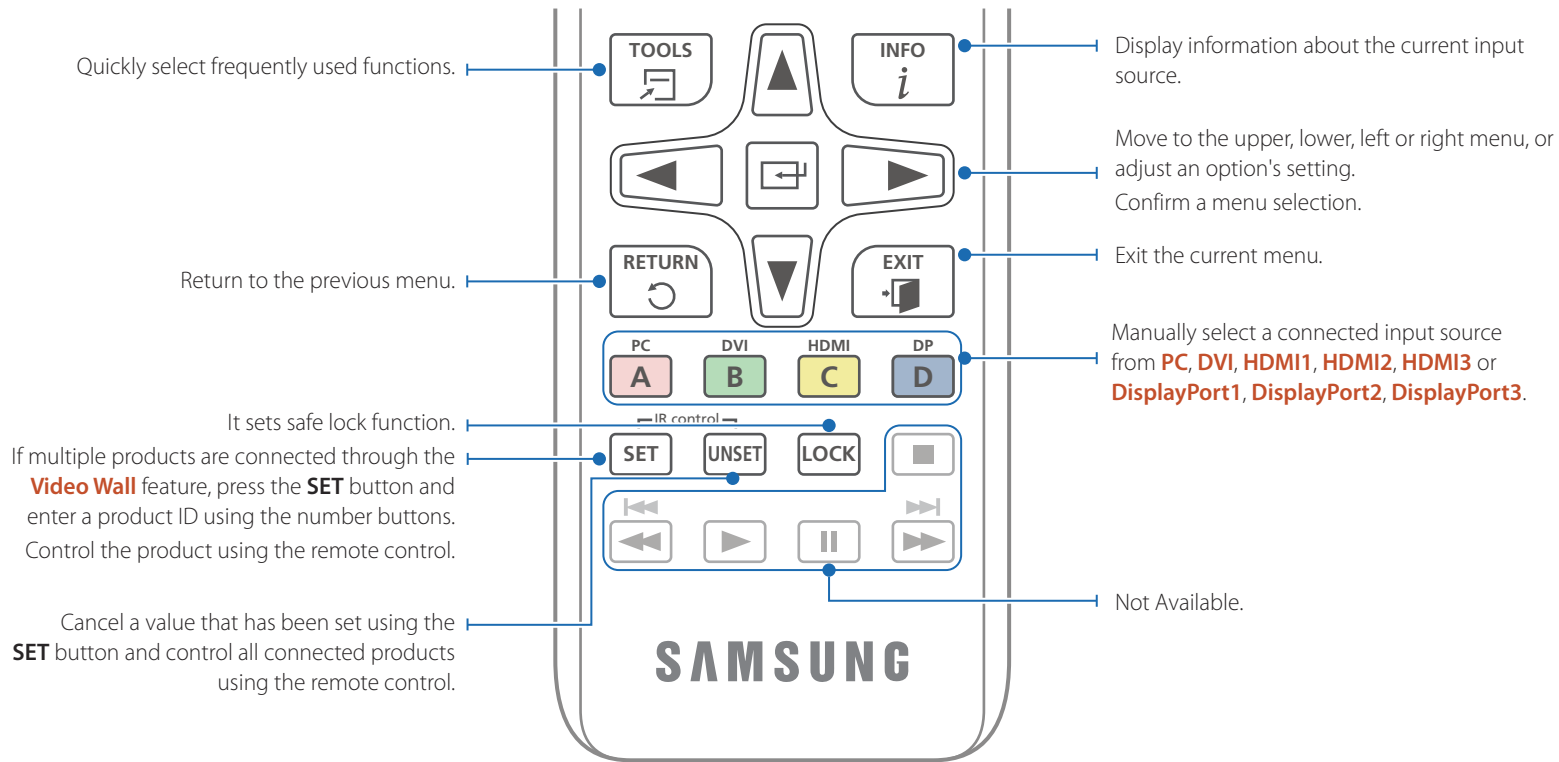 TOOLS
INFO
i
Quickly select frequently used functions.
Display information about the current input
source.
Move to the upper, lower, left or right menu, or
adjust an option's setting.
Confirm a menu selection.
RETURN
EXIT
Return to the previous menu.
Exit the current menu.
PC
DVI
HDMI
DP
A
B
C
D
Manually select a connected input source
from PC, DVI, HDMI1, HDMI2, HDMI3 or
DisplayPort1, DisplayPort2, DisplayPort3.
It sets safe lock function.
IR control
SET
UNSET
LOCK
If multiple products are connected through the
Video Wall feature, press the SET button and
enter a product ID using the number buttons.
Control the product using the remote control.
Not Available.
Cancel a value that has been set using the
SET button and control all connected products
using the remote control.
SAMSUNG